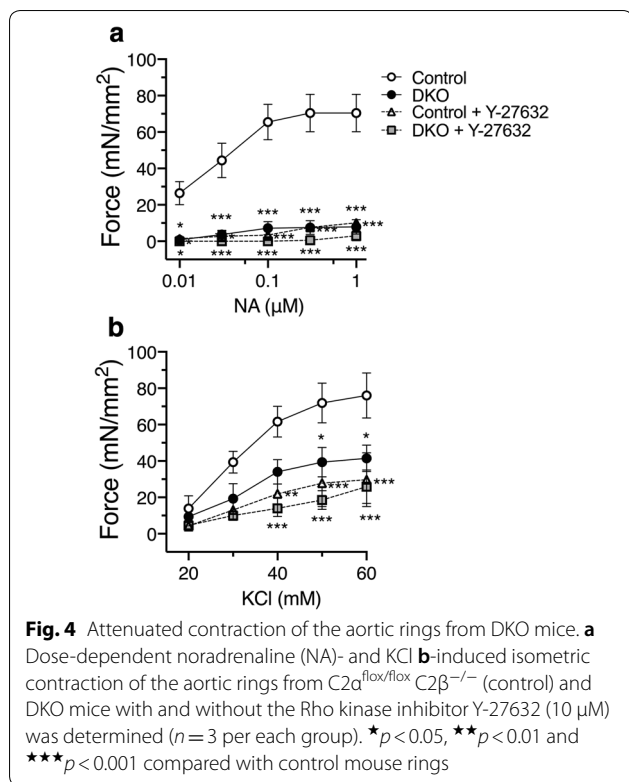 a
100
80
60
40
20
0
Force (mN/mm²)
Control
DKO
Control + Y-27632
DKO + Y-27632
* *** *** *** ***
* *** *** ***
* *** *** *** ***
0.01 0.1 1
NA (µM)
b
100
80
60
40
20
0
Force (mN/mm²)
* *
** *** ***
*** *** ***
20 40 60
KCl (mM)
Fig. 4 Attenuated contraction of the aortic rings from DKO mice. a
Dose-dependent noradrenaline (NA)- and KCl b-induced isometric
contraction of the aortic rings from C2α^flox/flox C2β^−/− (control) and
DKO mice with and without the Rho kinase inhibitor Y-27632 (10 μM)
was determined (n = 3 per each group). ★p < 0.05, ★★p < 0.01 and
★★★p < 0.001 compared with control mouse rings